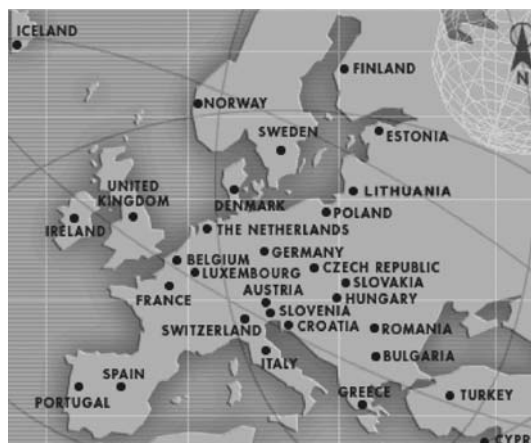 ICELAND
FINLAND
N
NORWAY
SWEDEN
ESTONIA
UNITED
KINGDOM
DENMARK
LITHUANIA
IRELAND
POLAND
THE NETHERLANDS
GERMANY
BELGIUM
CZECH REPUBLIC
LUXEMBOURG
SLOVAKIA
FRANCE
AUSTRIA
HUNGARY
SLOVENIA
SWITZERLAND
CROATIA
ROMANIA
ITALY
BULGARIA
SPAIN
PORTUGAL
GREECE
TURKEY
CYPR